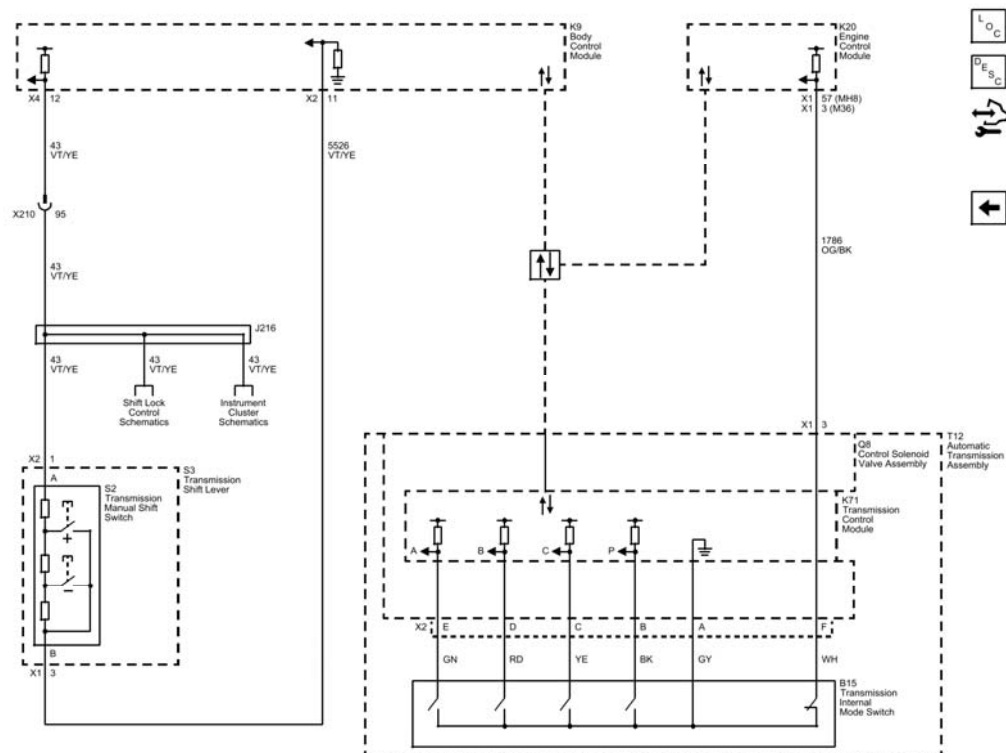 K9
Body
Control
Module
K20
Engine
Control
Module
L
O
C
D
E
S
C
X4 12
X2 11
X1 57 (MH8)
X1 3 (M36)
43
VT/YE
5526
VT/YE
X210 95
1786
OG/BK
43
VT/YE
J216
43
VT/YE
43
VT/YE
43
VT/YE
Shift Lock
Control
Schematics
Instrument
Cluster
Schematics
X1 3
Q8
Control Solenoid
Valve Assembly
T12
Automatic
Transmission
Assembly
X2 1
S3
Transmission
Shift Lever
A
S2
Transmission
Manual Shift
Switch
+
−
B
X1 3
K71
Transmission
Control
Module
A B C P
X2 E D C B A F
GN RD YE BK GY WH
B15
Transmission
Internal
Mode Switch